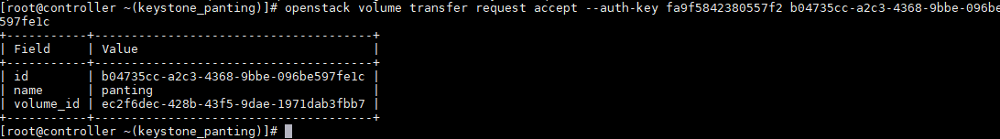 [root@controller ~(keystone_panting)]# openstack volume transfer request accept --auth-key fa9f5842380557f2 b04735cc-a2c3-4368-9bbe-096be
597fe1c
+-----------+--------------------------------------+
| Field     | Value                                |
+-----------+--------------------------------------+
| id        | b04735cc-a2c3-4368-9bbe-096be597fe1c |
| name      | panting                              |
| volume_id | ec2f6dec-428b-43f5-9dae-1971dab3fbb7 |
+-----------+--------------------------------------+
[root@controller ~(keystone_panting)]#